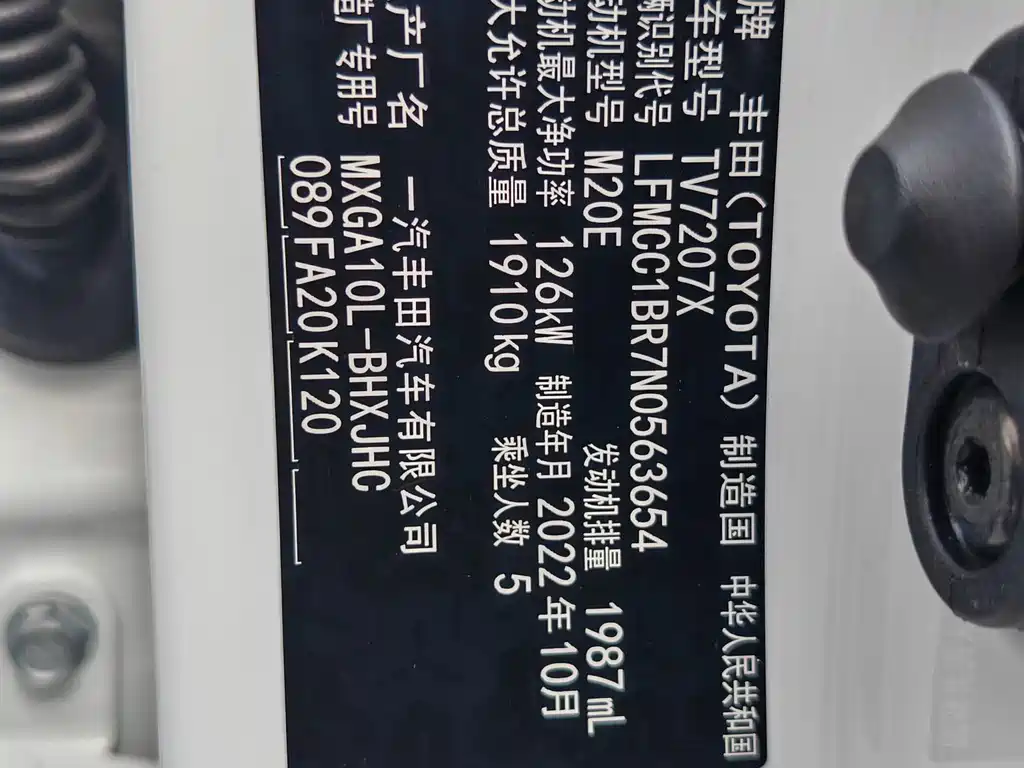 牌 丰田(TOYOTA) 制造国 中华人民共和国
车型号 TV7207X
辆识别代号 LFMCC1BR7N0563654
动机型号 M20E 发动机排量 1987mL
动机最大净功率 126kW 制造年月 2022年10月
大允许总质量 1910kg 乘坐人数 5
产厂名 一汽丰田汽车有限公司
造厂专用号 MXGA10L-BHXJHC
089FA20K120